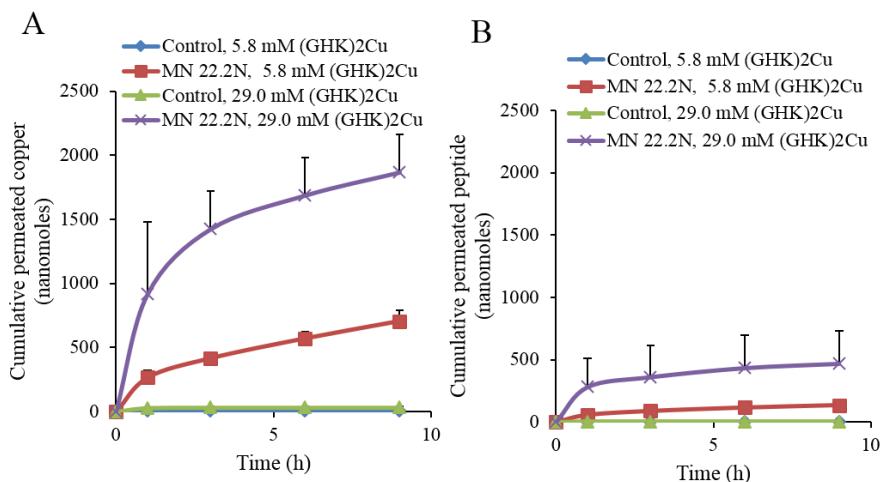 A
Control, 5.8 mM (GHK)2Cu
MN 22.2N,  5.8 mM (GHK)2Cu
Control, 29.0 mM (GHK)2Cu
MN 22.2N, 29.0 mM (GHK)2Cu
2500
2000
1500
1000
500
0
0
5
10
Time (h)
Cumulative permeated copper
(nanomoles)
B
Control, 5.8 mM (GHK)2Cu
MN 22.2N,  5.8 mM (GHK)2Cu
Control, 29.0 mM (GHK)2Cu
MN 22.2N, 29.0 mM (GHK)2Cu
2500
2000
1500
1000
500
0
0
5
10
Time (h)
Cumulative permeated peptide
(nanomoles)